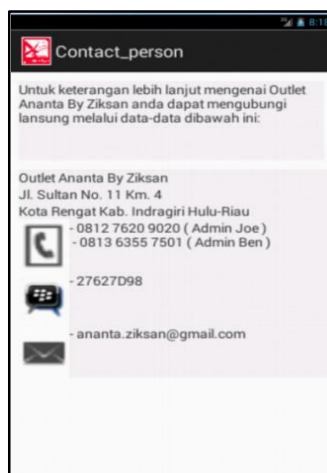 8:18
Contact_person
Untuk keterangan lebih lanjut mengenai Outlet
Ananta By Ziksan anda dapat mengubungi
lansung melalui data-data dibawah ini:
Outlet Ananta By Ziksan
Jl. Sultan No. 11 Km. 4
Kota Rengat Kab. Indragiri Hulu-Riau
- 0812 7620 9020 ( Admin Joe )
- 0813 6355 7501 ( Admin Ben )
- 27627D98
- ananta.ziksan@gmail.com